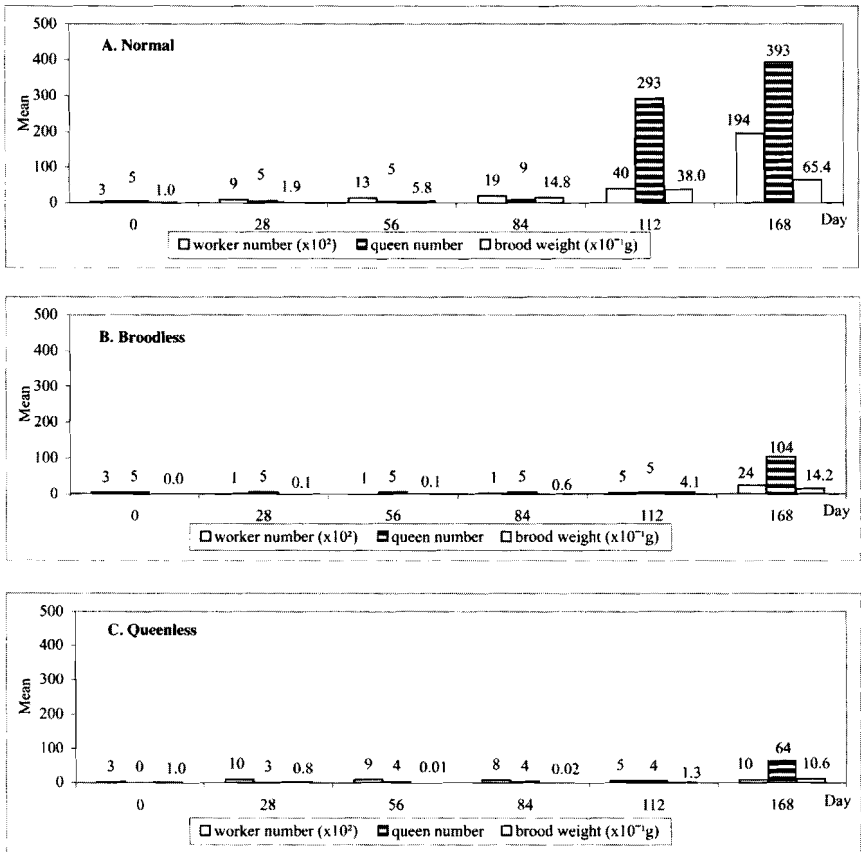 500
A. Normal
400
393
300
293
Mean
200
194
100
3 5 1.0 9 5 1.9 13 5 5.8 19 9 14.8 40 38.0 65.4
0
0 28 56 84 112 168 Day
worker number (x10²) queen number brood weight (x10⁻¹g)
500
B. Broodless
400
300
Mean
200
100
104
3 5 0.0 1 5 0.1 1 5 0.1 1 5 0.6 5 5 4.1 24 14.2
0
0 28 56 84 112 168 Day
worker number (x10²) queen number brood weight (x10⁻¹g)
500
C. Queenless
400
300
Mean
200
100
64
3 0 1.0 10 3 0.8 9 4 0.01 8 4 0.02 5 4 1.3 10 10.6
0
0 28 56 84 112 168 Day
worker number (x10²) queen number brood weight (x10⁻¹g)